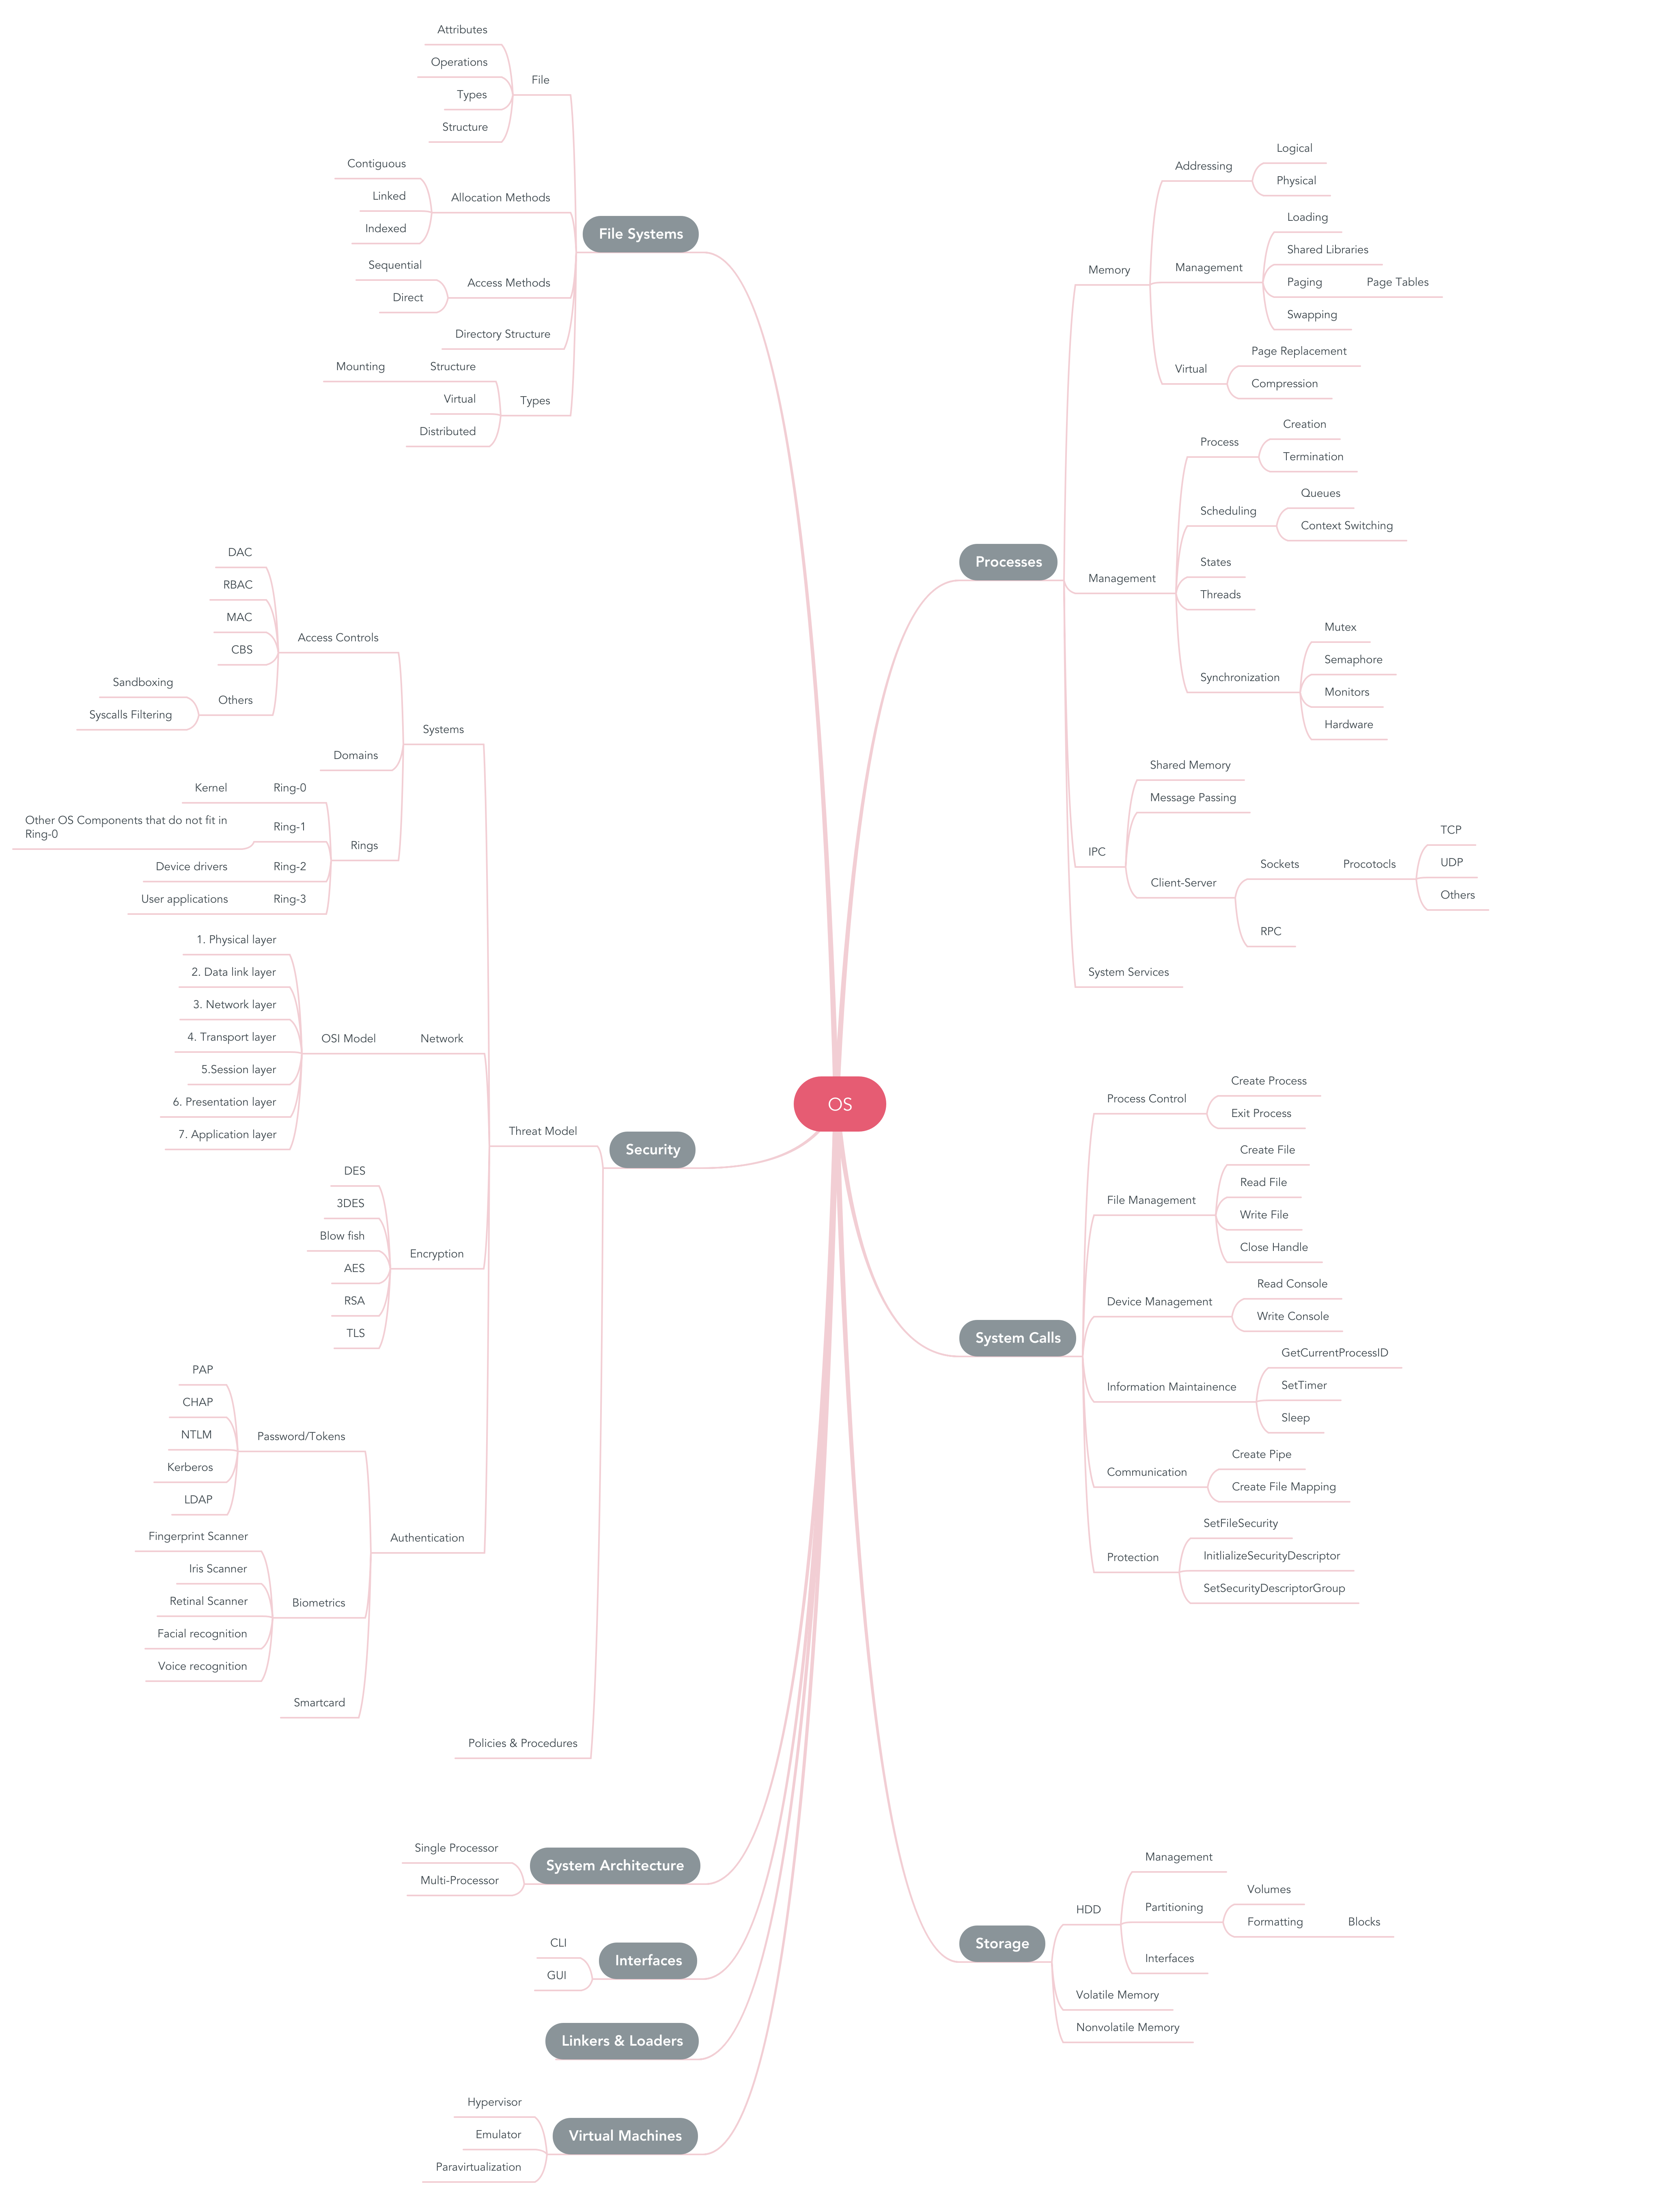 Attributes
Operations
Types
Structure
File
Contiguous
Linked
Indexed
Allocation Methods
Sequential
Direct
Access Methods
Directory Structure
Mounting
Structure
Virtual
Distributed
Types
File Systems
DAC
RBAC
MAC
CBS
Sandboxing
Syscalls Filtering
Others
Access Controls
Domains
Kernel
Ring-0
Other OS Components that do not fit in
Ring-0
Ring-1
Device drivers
Ring-2
User applications
Ring-3
Rings
Systems
1. Physical layer
2. Data link layer
3. Network layer
4. Transport layer
5.Session layer
6. Presentation layer
7. Application layer
OSI Model
Network
DES
3DES
Blow fish
AES
RSA
TLS
Encryption
PAP
CHAP
NTLM
Kerberos
LDAP
Password/Tokens
Fingerprint Scanner
Iris Scanner
Retinal Scanner
Facial recognition
Voice recognition
Biometrics
Smartcard
Authentication
Threat Model
Policies & Procedures
Security
Single Processor
Multi-Processor
System Architecture
CLI
GUI
Interfaces
Linkers & Loaders
Hypervisor
Emulator
Paravirtualization
Virtual Machines
OS
Processes
Memory
Addressing
Logical
Physical
Management
Loading
Shared Libraries
Paging
Page Tables
Swapping
Virtual
Page Replacement
Compression
Management
Process
Creation
Termination
Scheduling
Queues
Context Switching
States
Threads
Synchronization
Mutex
Semaphore
Monitors
Hardware
IPC
Shared Memory
Message Passing
Client-Server
Sockets
Procotocls
TCP
UDP
Others
RPC
System Services
System Calls
Process Control
Create Process
Exit Process
File Management
Create File
Read File
Write File
Close Handle
Device Management
Read Console
Write Console
Information Maintainence
GetCurrentProcessID
SetTimer
Sleep
Communication
Create Pipe
Create File Mapping
Protection
SetFileSecurity
InitlializeSecurityDescriptor
SetSecurityDescriptorGroup
Storage
HDD
Management
Partitioning
Volumes
Formatting
Blocks
Interfaces
Volatile Memory
Nonvolatile Memory